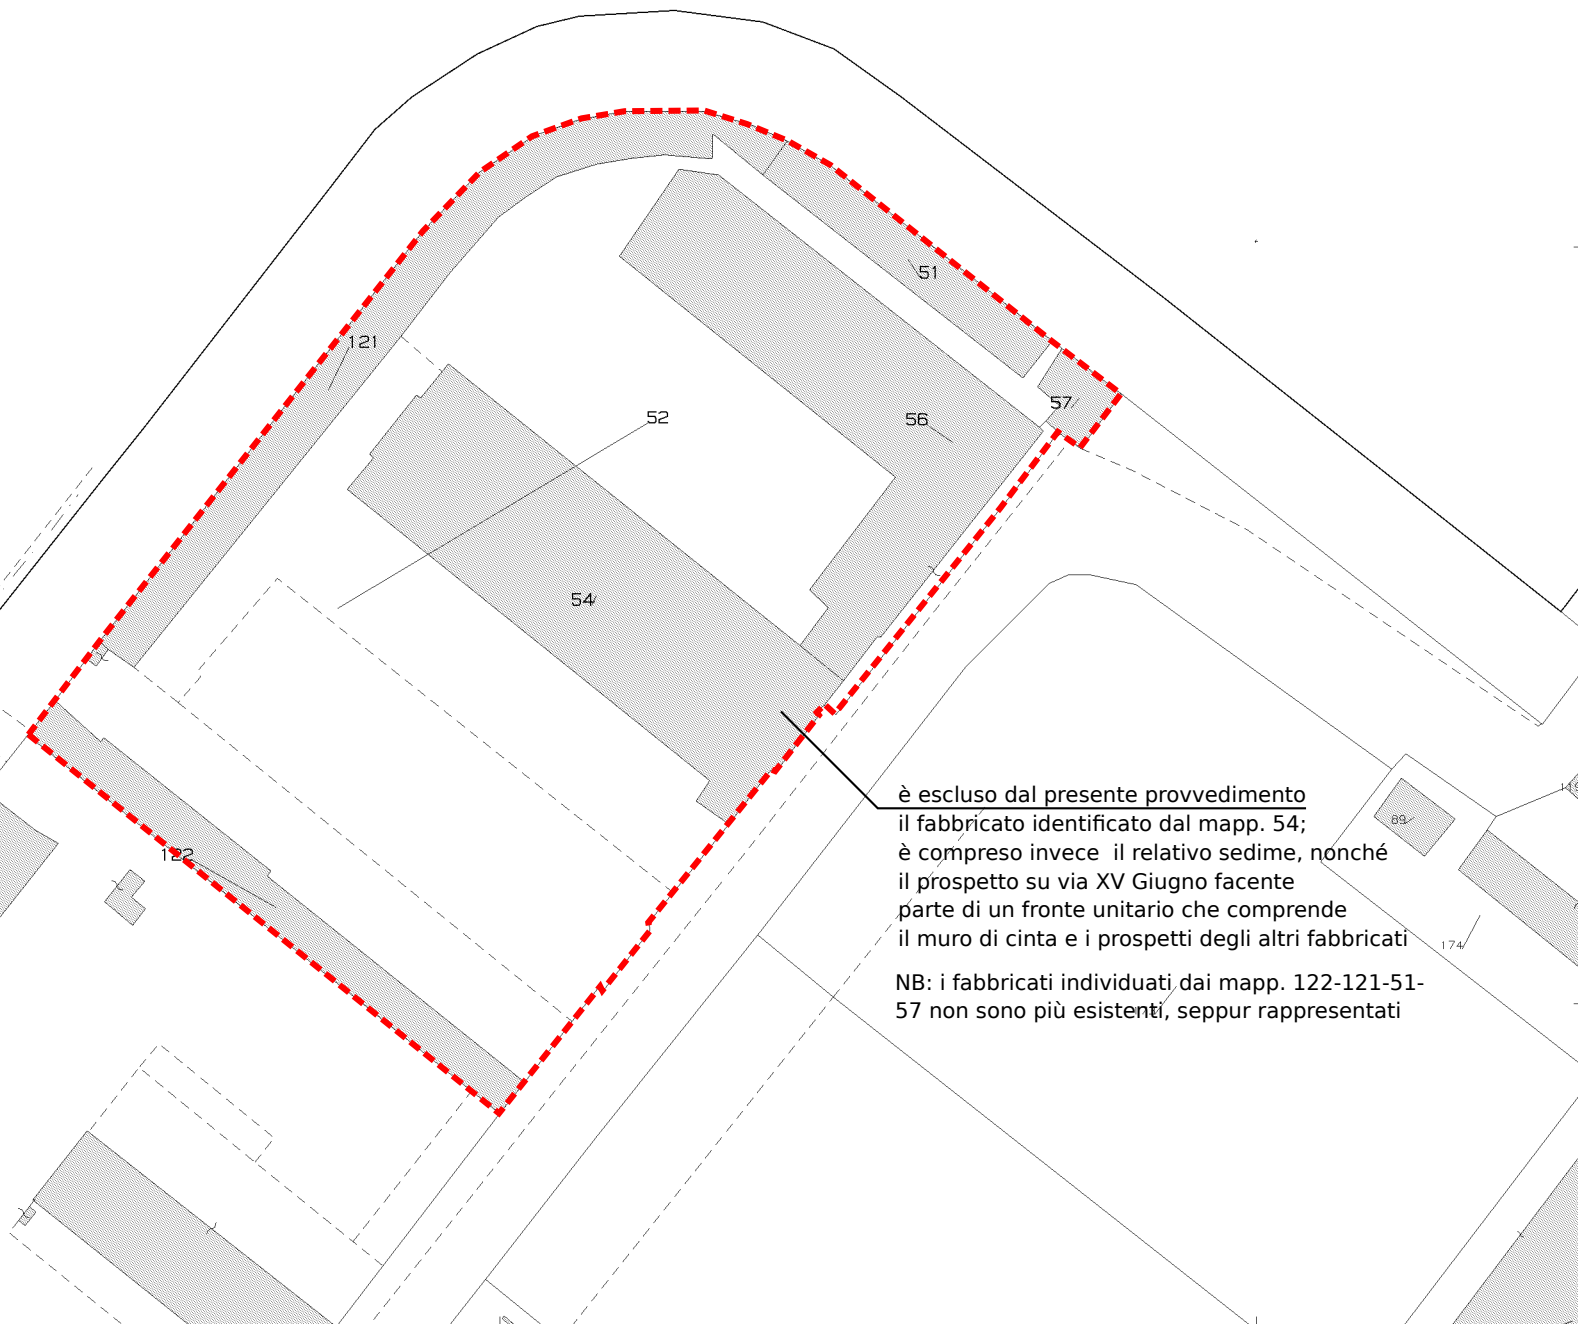 51
121
57
52
56
54
è escluso dal presente provvedimento
il fabbricato identificato dal mapp. 54;
è compreso invece  il relativo sedime, nonché
il prospetto su via XV Giugno facente
parte di un fronte unitario che comprende
il muro di cinta e i prospetti degli altri fabbricati
NB: i fabbricati individuati dai mapp. 122-121-51-
57 non sono più esistenti, seppur rappresentati
119
89
122
174